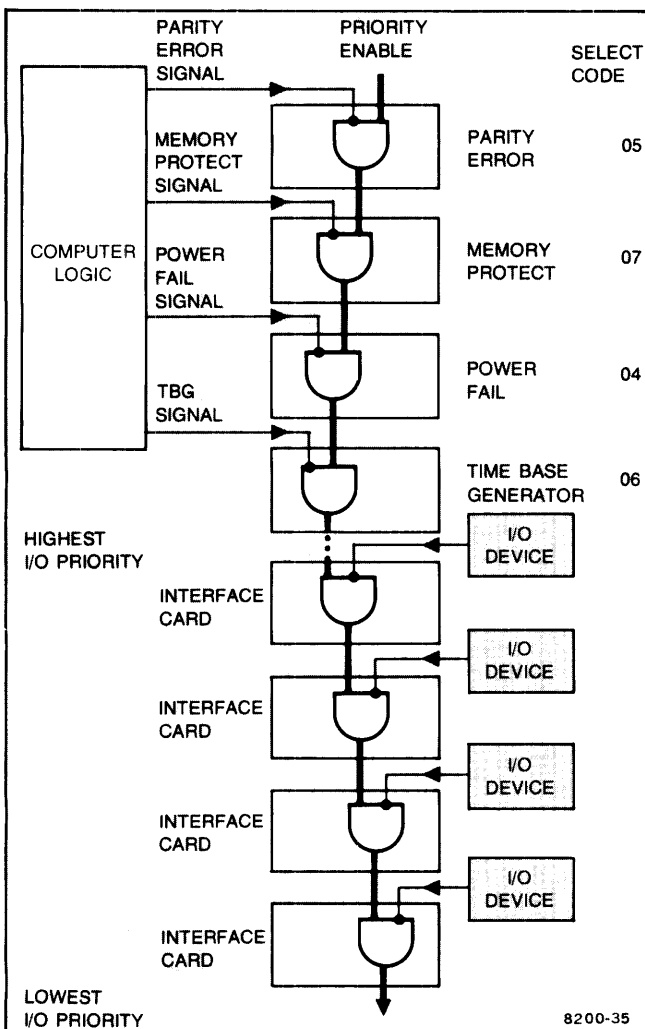 PARITY
ERROR
SIGNAL
PRIORITY
ENABLE
SELECT
CODE
PARITY
ERROR
05
MEMORY
PROTECT
SIGNAL
COMPUTER
LOGIC
MEMORY
PROTECT
07
POWER
FAIL
SIGNAL
POWER
FAIL
04
TBG
SIGNAL
TIME BASE
GENERATOR
06
HIGHEST
I/O PRIORITY
I/O
DEVICE
INTERFACE
CARD
I/O
DEVICE
INTERFACE
CARD
I/O
DEVICE
INTERFACE
CARD
I/O
DEVICE
INTERFACE
CARD
LOWEST
I/O PRIORITY
8200-35